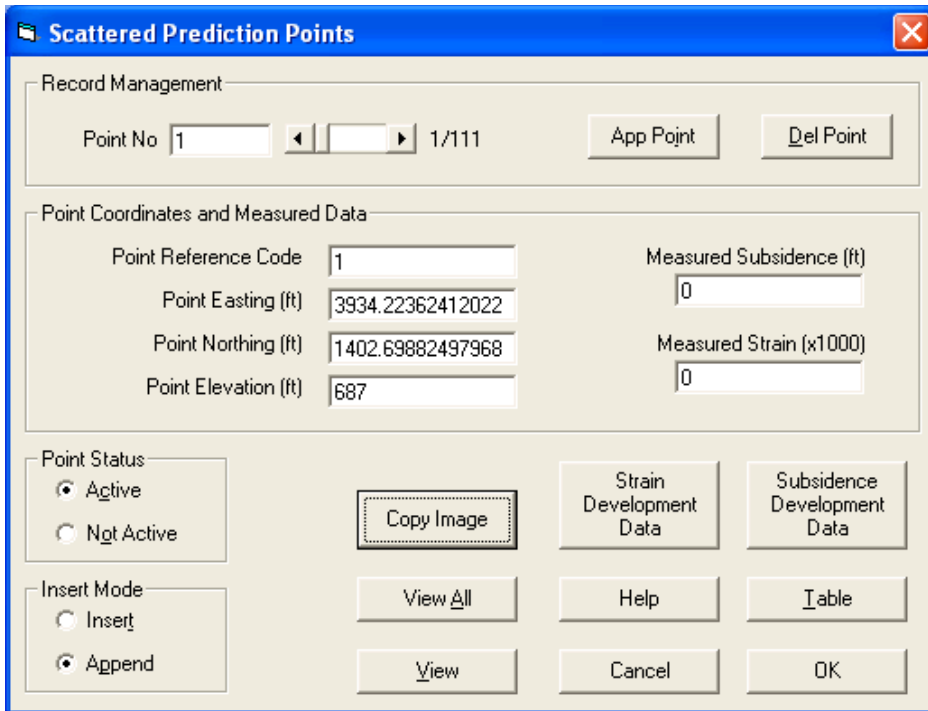 Scattered Prediction Points
Record Management
Point No 1 1/111 App Point Del Point
Point Coordinates and Measured Data
Point Reference Code 1
Point Easting (ft) 3934.22362412022
Point Northing (ft) 1402.69882497968
Point Elevation (ft) 687
Measured Subsidence (ft)
0
Measured Strain (x1000)
0
Point Status
Active
Not Active
Insert Mode
Insert
Append
Copy Image
Strain
Development
Data
Subsidence
Development
Data
View All Help Table
View Cancel OK